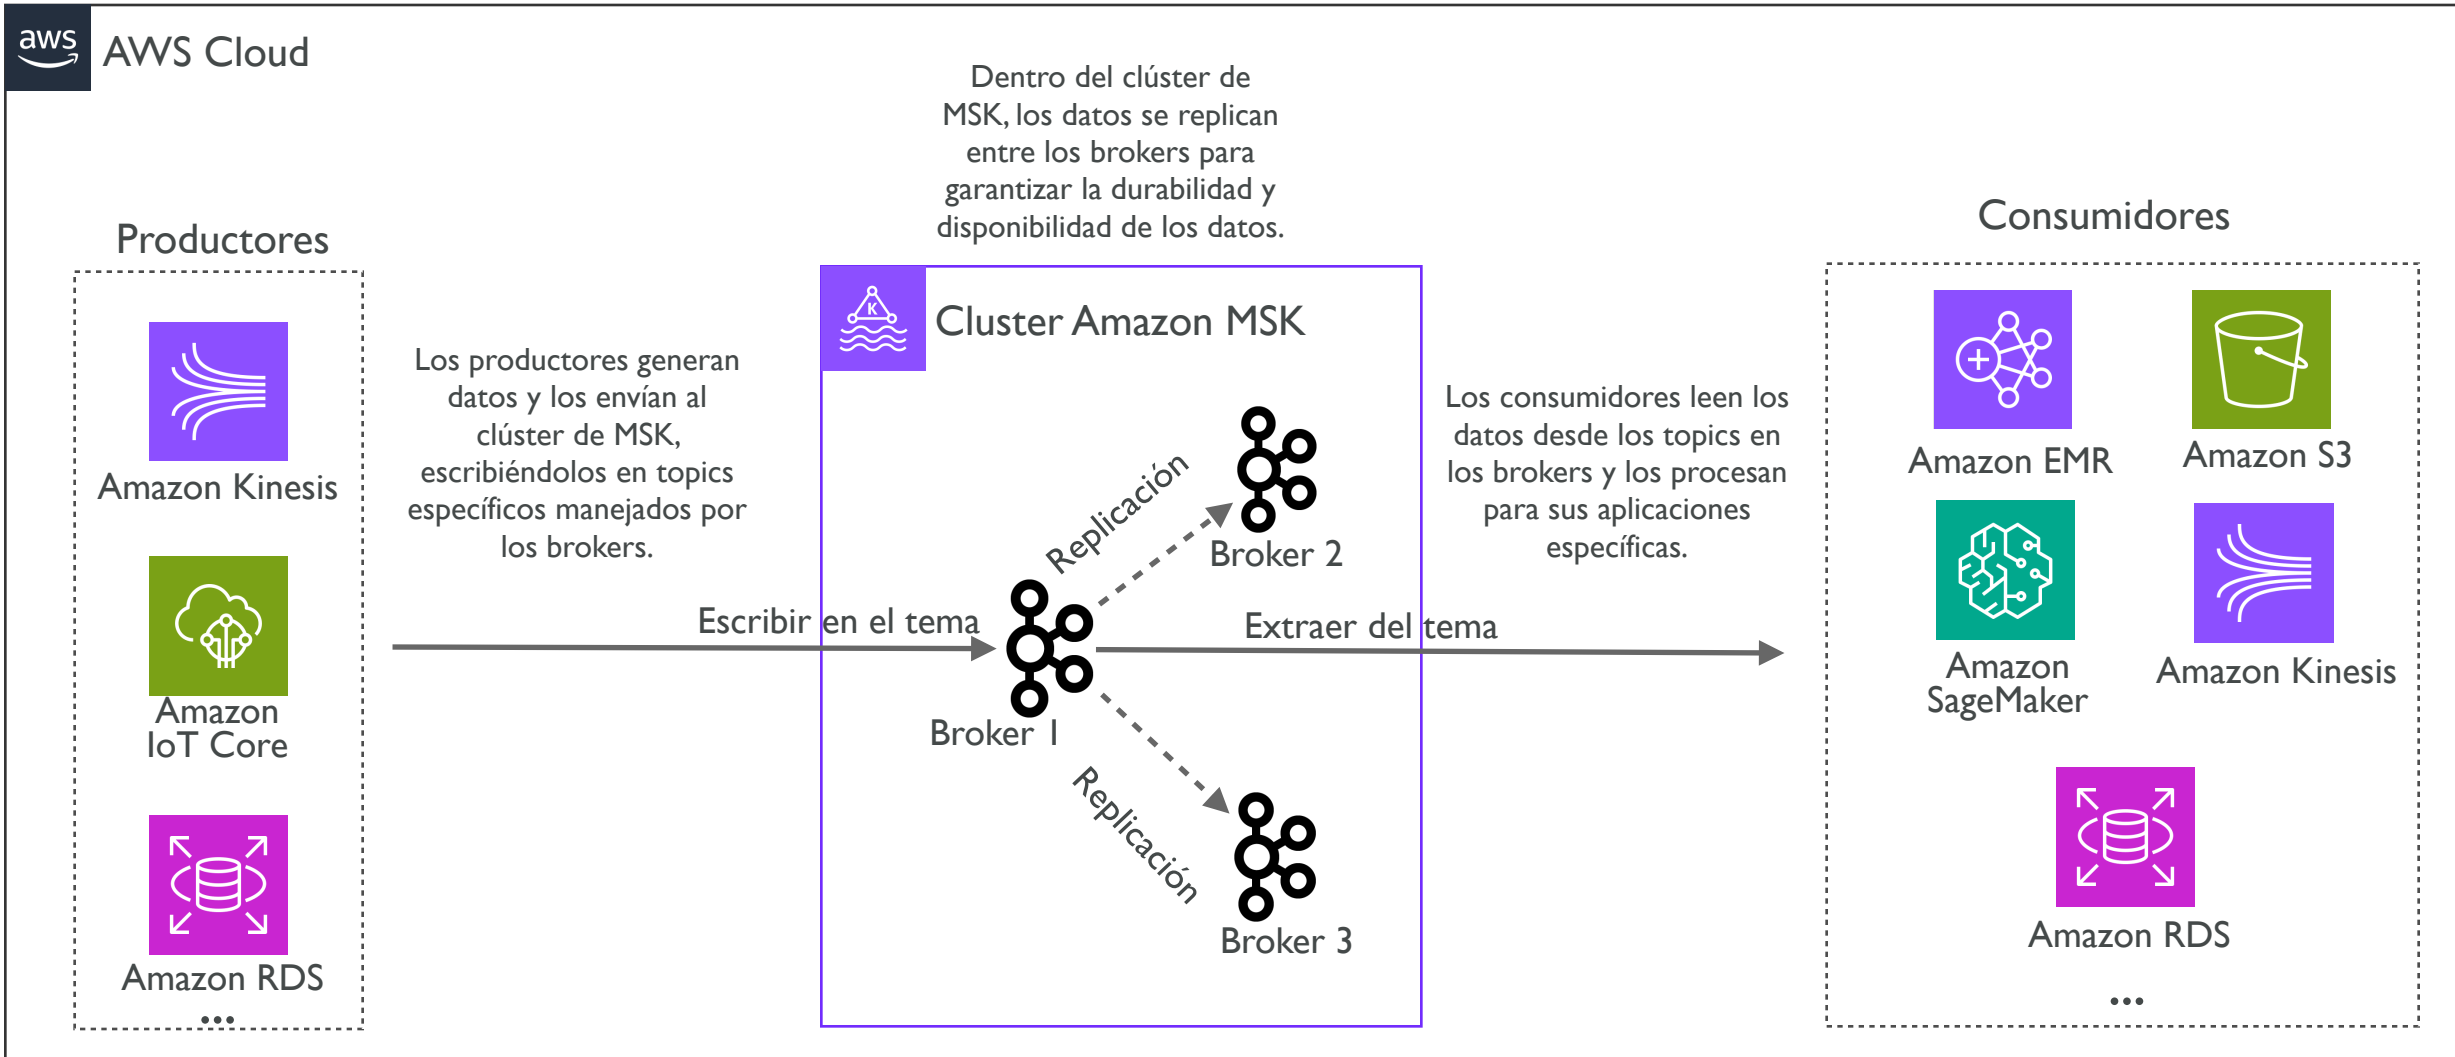 aws
AWS Cloud
Dentro del clúster de
MSK, los datos se replican
entre los brokers para
garantizar la durabilidad y
disponibilidad de los datos.
Productores
Amazon Kinesis
Amazon
IoT Core
Amazon RDS
...
Los productores generan
datos y los envían al
clúster de MSK,
escribiéndolos en topics
específicos manejados por
los brokers.
Escribir en el tema
K
Cluster Amazon MSK
Replicación
Broker 2
Broker 1
Replicación
Broker 3
Extraer del tema
Los consumidores leen los
datos desde los topics en
los brokers y los procesan
para sus aplicaciones
específicas.
Consumidores
Amazon EMR
Amazon S3
Amazon
SageMaker
Amazon Kinesis
Amazon RDS
...